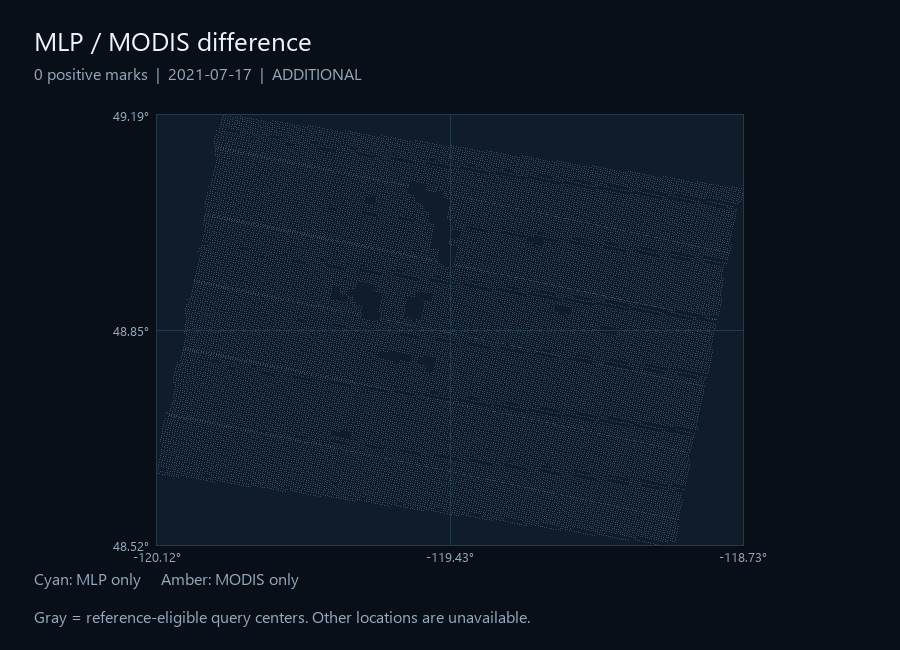 MLP / MODIS difference
0 positive marks | 2021-07-17 | ADDITIONAL
49.19°
48.85°
48.52°
-120.12° -119.43° -118.73°
Cyan: MLP only Amber: MODIS only
Gray = reference-eligible query centers. Other locations are unavailable.